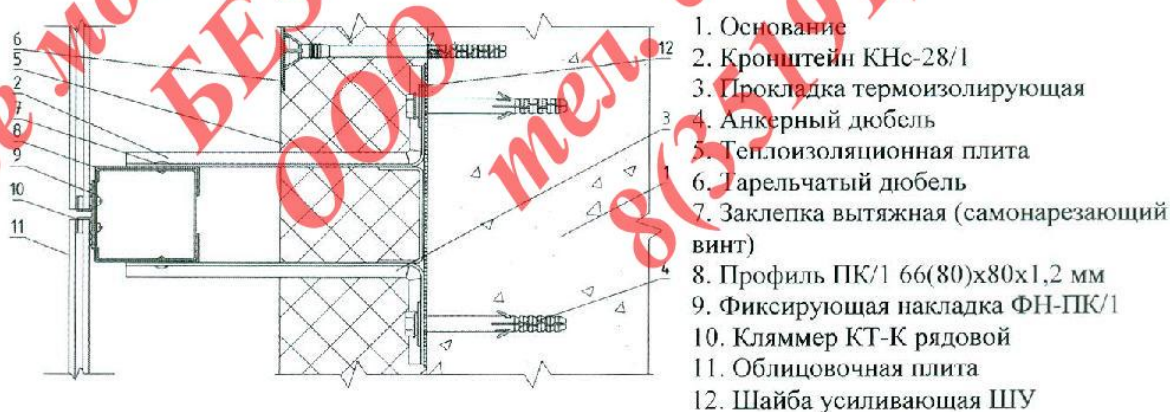 6
5
2
7
8
9
10
11
12
3
1
4
1. Основание
2. Кронштейн КНс-28/1
3. Прокладка термоизолирующая
4. Анкерный дюбель
5. Теплоизоляционная плита
6. Тарельчатый дюбель
7. Заклепка вытяжная (самонарезающий
винт)
8. Профиль ПК/1 66(80)х80х1,2 мм
9. Фиксирующая накладка ФН-ПК/1
10. Кляммер КТ-К рядовой
11. Облицовочная плита
12. Шайба усиливающая ШУ
БЕЗ
ООО
тел.
8(3519